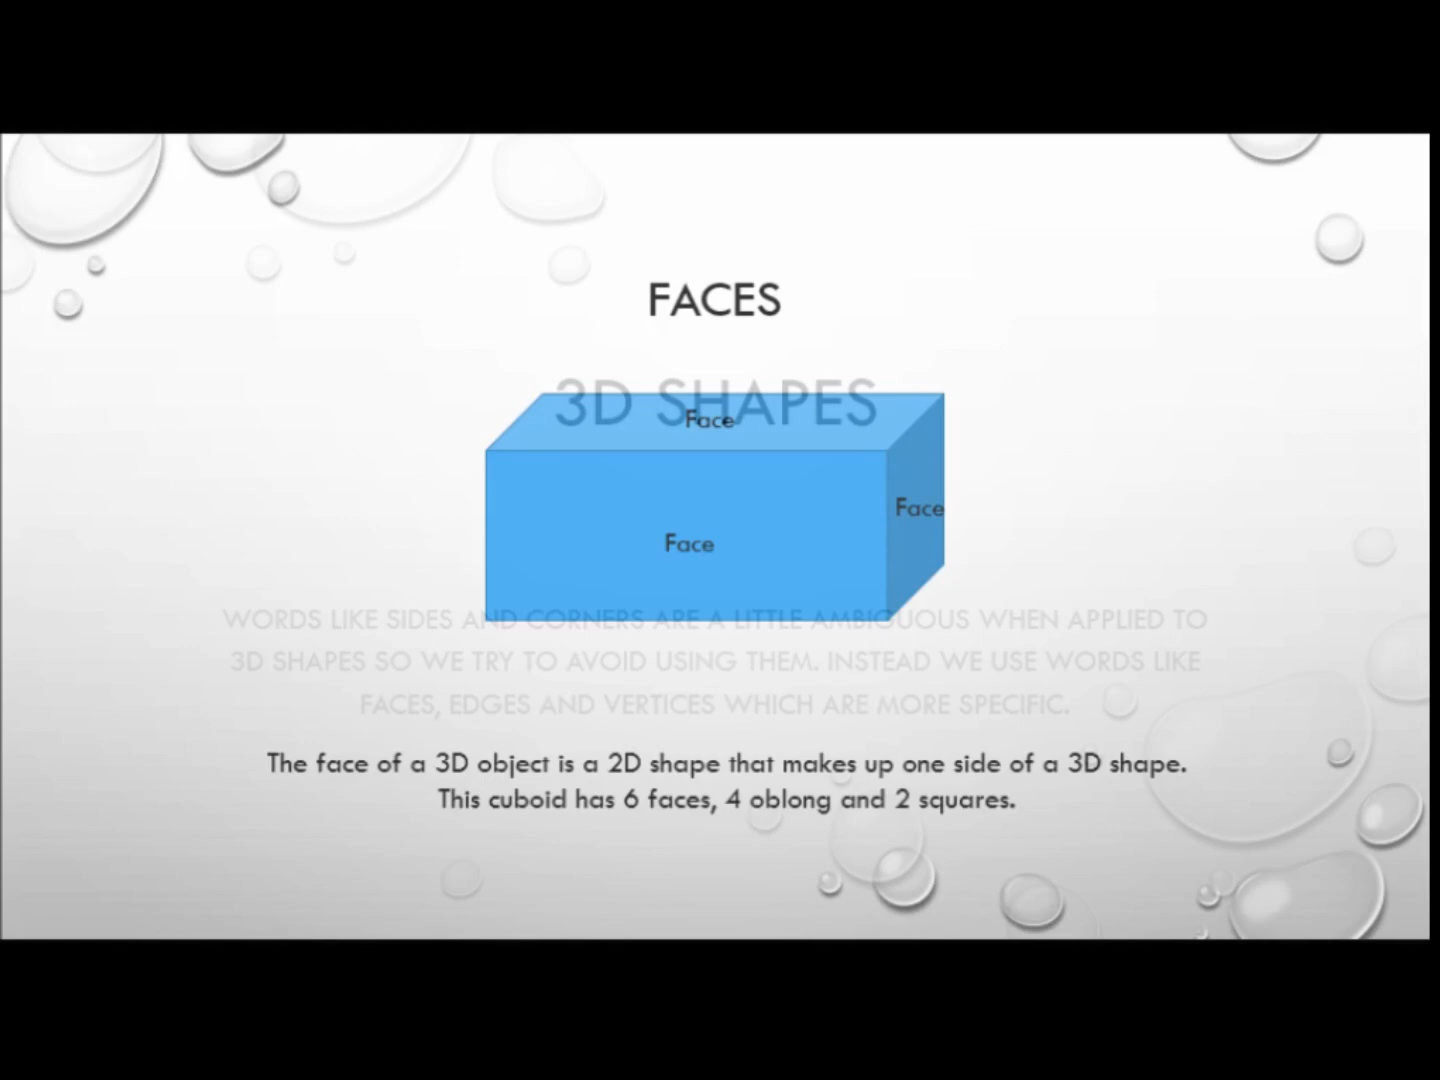 FACES
3D SHAPES
Face
Face
Face
WORDS LIKE SIDES AND CORNERS ARE A LITTLE AMBIGUOUS WHEN APPLIED TO
3D SHAPES SO WE TRY TO AVOID USING THEM. INSTEAD WE USE WORDS LIKE
FACES, EDGES AND VERTICES WHICH ARE MORE SPECIFIC.
The face of a 3D object is a 2D shape that makes up one side of a 3D shape.
This cuboid has 6 faces, 4 oblong and 2 squares.